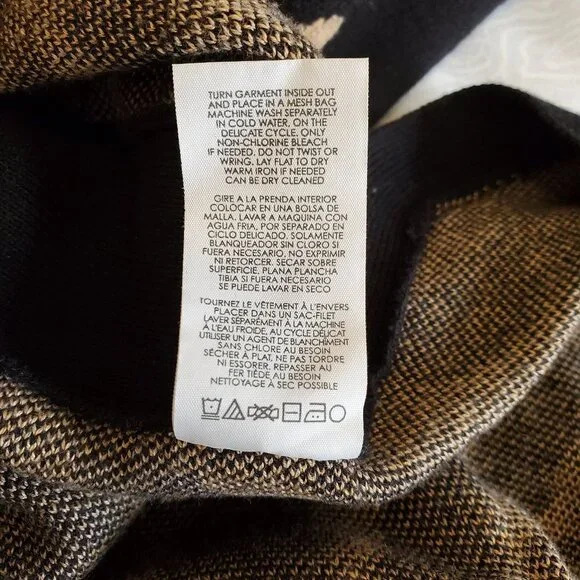 TURN GARMENT INSIDE OUT
AND PLACE IN A MESH BAG
MACHINE WASH SEPARATELY
IN COLD WATER, ON THE
DELICATE CYCLE. ONLY
NON-CHLORINE BLEACH
IF NEEDED. DO NOT TWIST OR
WRING. LAY FLAT TO DRY
WARM IRON IF NEEDED
CAN BE DRY CLEANED
GIRE A LA PRENDA INTERIOR
COLOCAR EN UNA BOLSA DE
MALLA. LAVAR A MAQUINA CON
AGUA FRIA, POR SEPARADO EN
CICLO DELICADO. SOLAMENTE
BLANQUEADOR SIN CLORO SI
FUERA NECESARIO. NO EXPRIMIR
NI RETORCER. SECAR SOBRE
SUPERFICIE. PLANA PLANCHA
TIBIA SI FUERA NECESARIO
SE PUEDE LAVAR EN SECO
TOURNEZ LE VÊTEMENT À L'ENVERS
PLACER DANS UN SAC-FILET
LAVER SÉPARÉMENT À LA MACHINE
À L'EAU FROIDE, AU CYCLE DÉLICAT
UTILISER UN AGENT DE BLANCHIMENT
SANS CHLORE AU BESOIN
SÉCHER À PLAT, NE PAS TORDRE
NI ESSORER. REPASSER AU
FER TIÈDE AU BESOIN
NETTOYAGE À SEC POSSIBLE